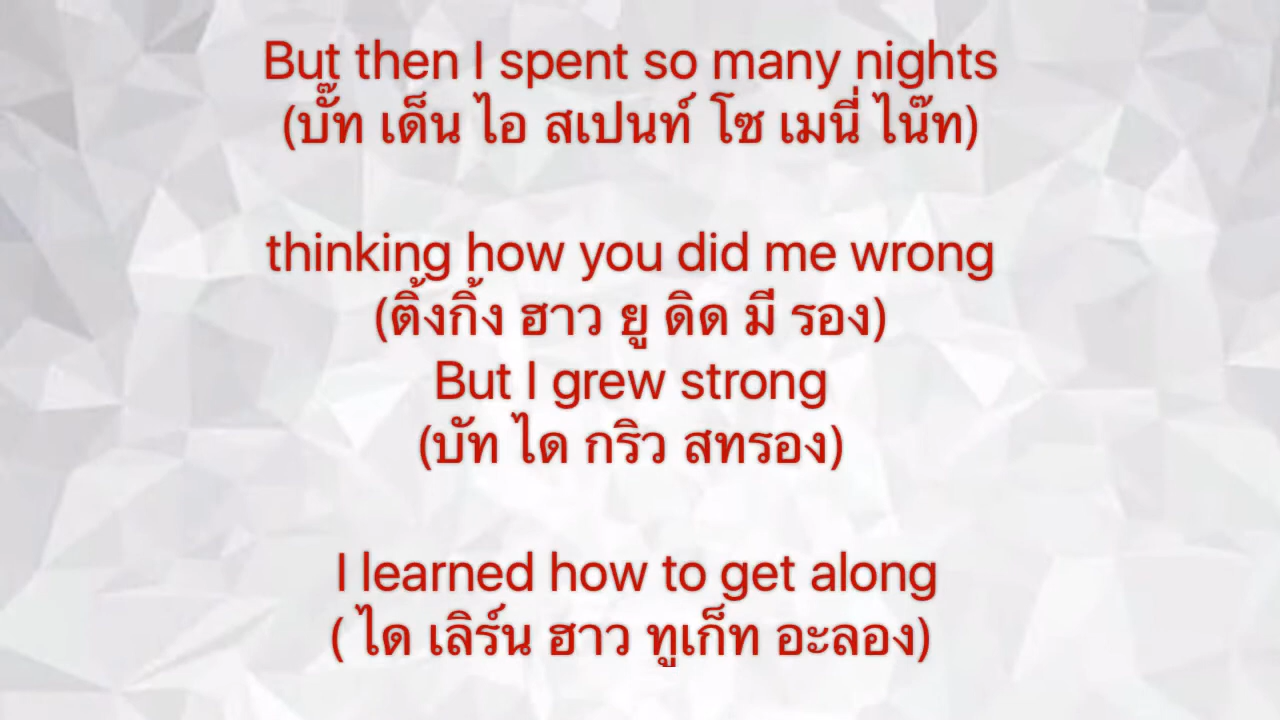 But then I spent so many nights
(บั๊ท เด็น ไอ สเปนท์ โซ เมนี่ ไน๊ท)
thinking how you did me wrong
(ติ้งกิ้ง ฮาว ยู ดิด มี รอง)
But I grew strong
(บัท ได กริว สทรอง)
I learned how to get along
( ได เลิร์น ฮาว ทูเก็ท อะลอง)